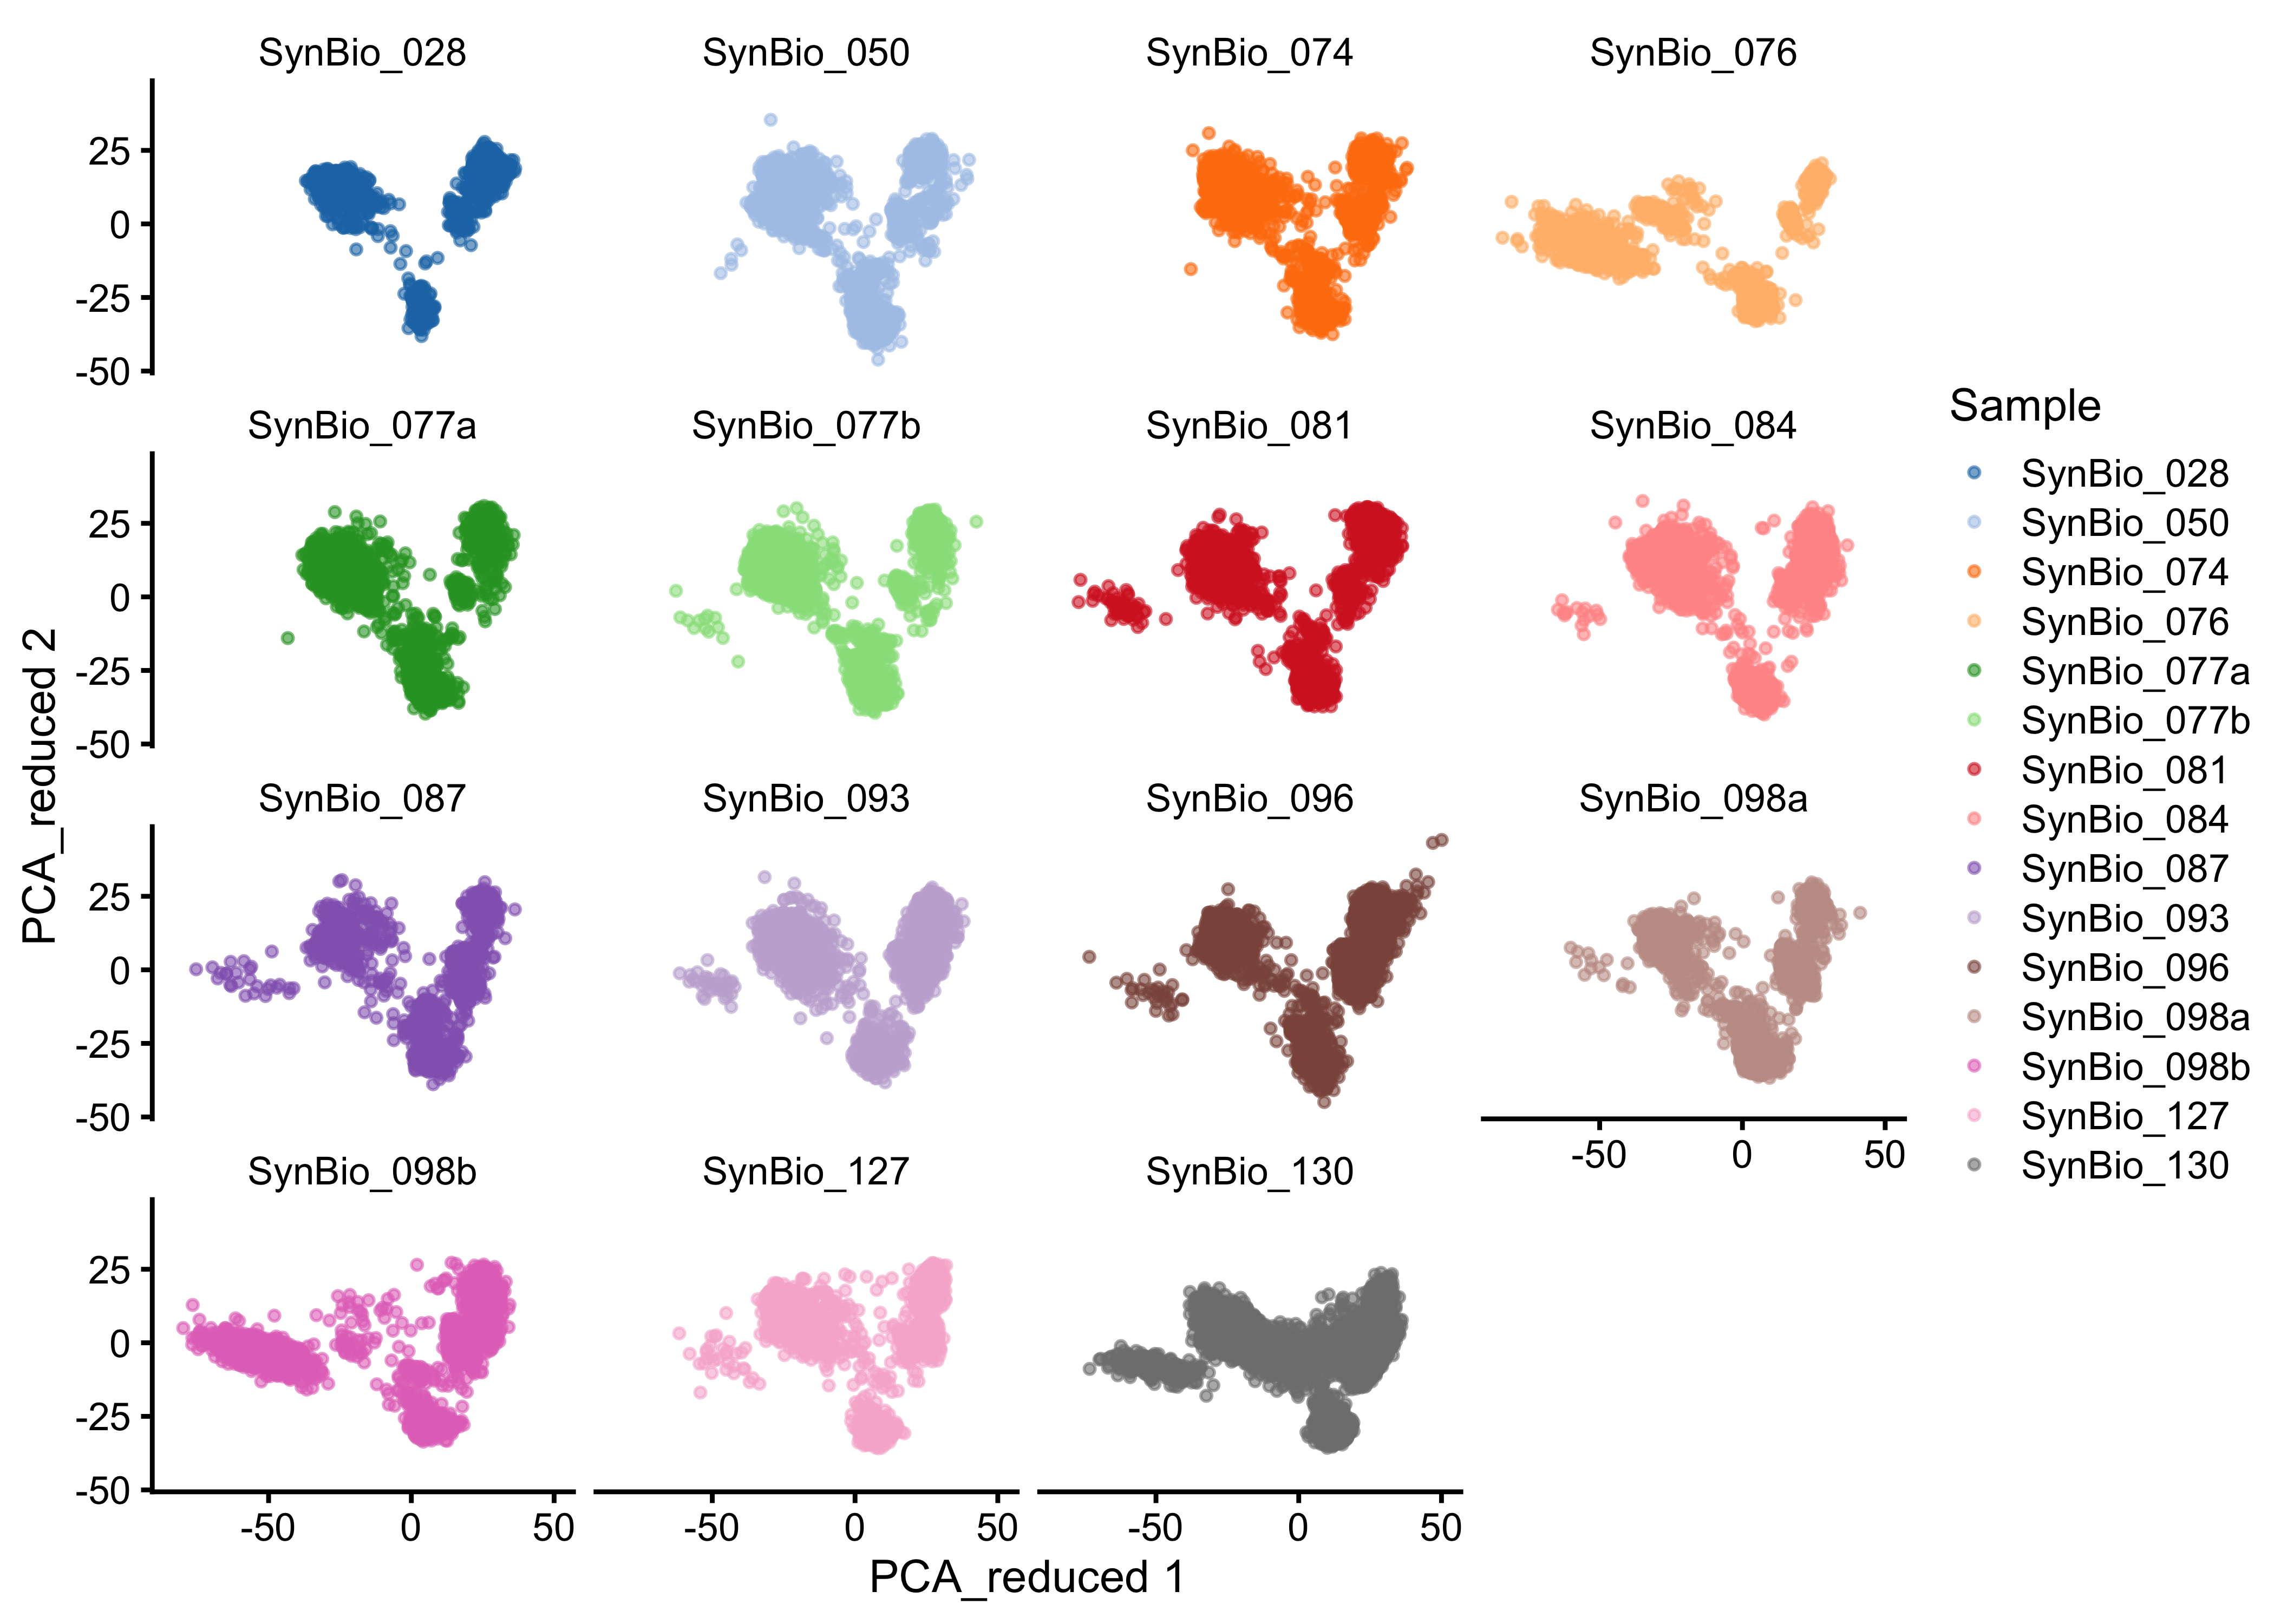 SynBio_028 SynBio_050 SynBio_074 SynBio_076
25
0
-25
-50
SynBio_077a SynBio_077b SynBio_081 SynBio_084
25
0
-25
-50
SynBio_087 SynBio_093 SynBio_096 SynBio_098a
25
0
-25
-50
-50 0 50
SynBio_098b SynBio_127 SynBio_130
25
0
-25
-50
-50 0 50 -50 0 50 -50 0 50
PCA_reduced 1
PCA_reduced 2
Sample
SynBio_028
SynBio_050
SynBio_074
SynBio_076
SynBio_077a
SynBio_077b
SynBio_081
SynBio_084
SynBio_087
SynBio_093
SynBio_096
SynBio_098a
SynBio_098b
SynBio_127
SynBio_130